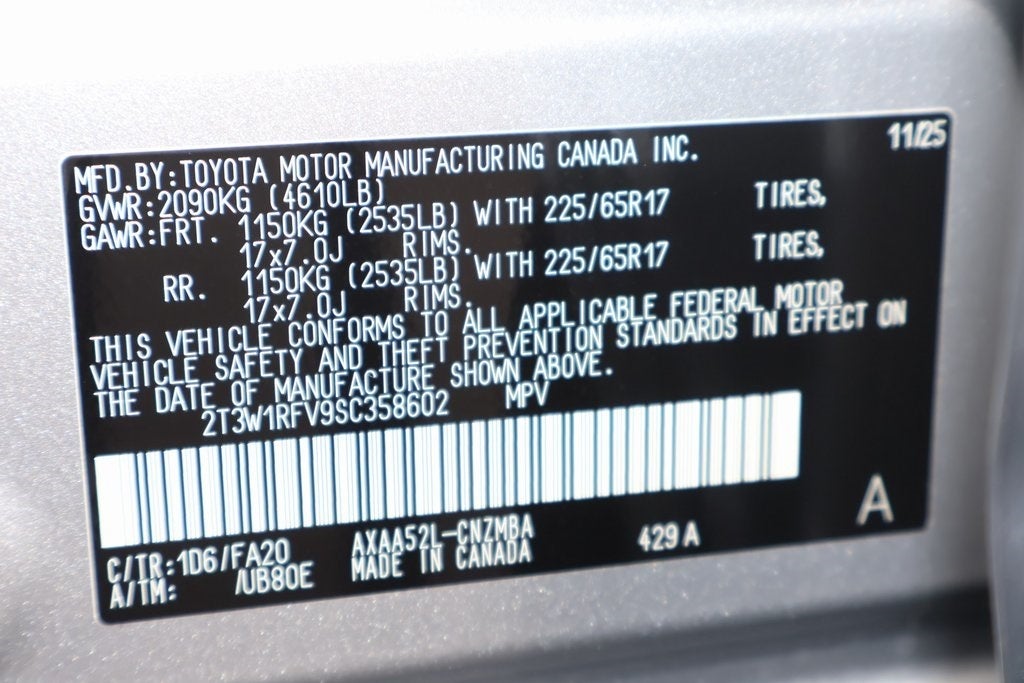 11/25
MFD.BY:TOYOTA MOTOR MANUFACTURING CANADA INC.
GVWR:2090KG (4610LB)
GAWR:FRT. 1150KG (2535LB) WITH 225/65R17 TIRES,
17x7.0J RIMS.
RR. 1150KG (2535LB) WITH 225/65R17 TIRES,
17x7.0J RIMS.
THIS VEHICLE CONFORMS TO ALL APPLICABLE FEDERAL MOTOR
VEHICLE SAFETY AND THEFT PREVENTION STANDARDS IN EFFECT ON
THE DATE OF MANUFACTURE SHOWN ABOVE.
2T3W1RFV9SC358602 MPV
A
C/TR:1D6/FA20 AXAA52L-CNZMBA 429A
A/TM: /UB80E MADE IN CANADA